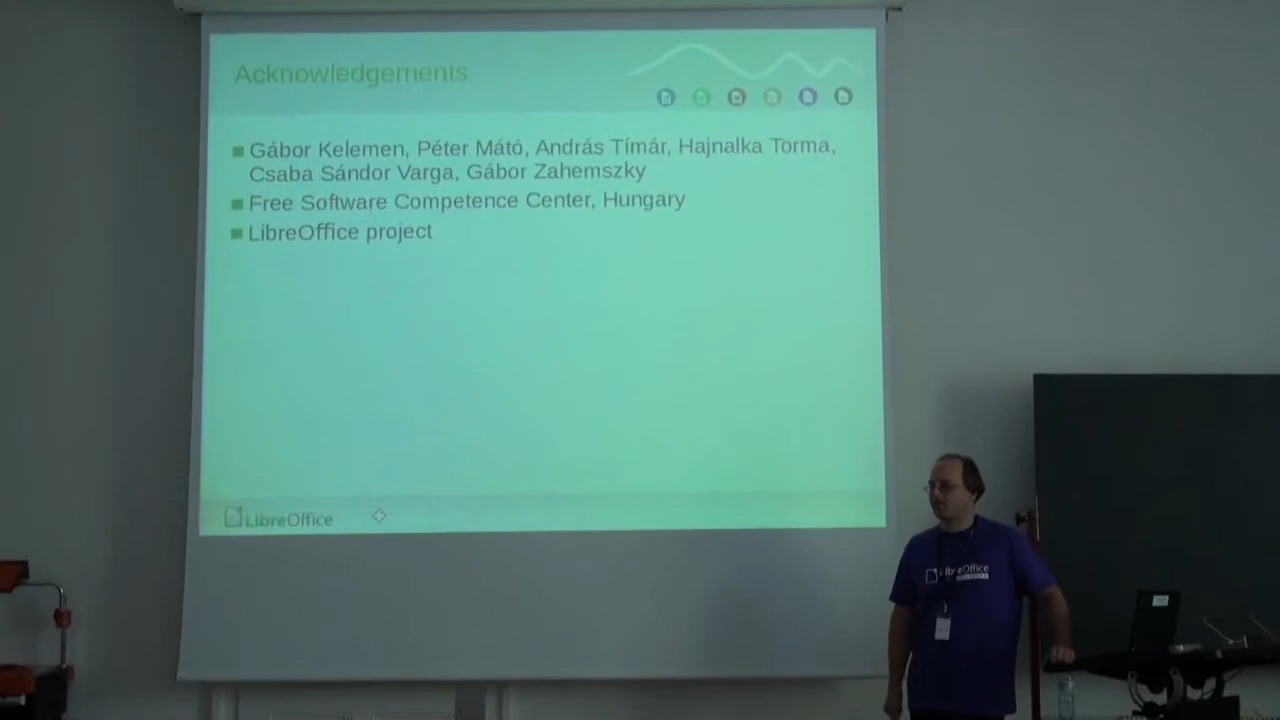 Acknowledgements
Gábor Kelemen, Péter Mátó, András Tímár, Hajnalka Torma,
Csaba Sándor Varga, Gábor Zahemszky
Free Software Competence Center, Hungary
LibreOffice project
LibreOffice
LibreOffice